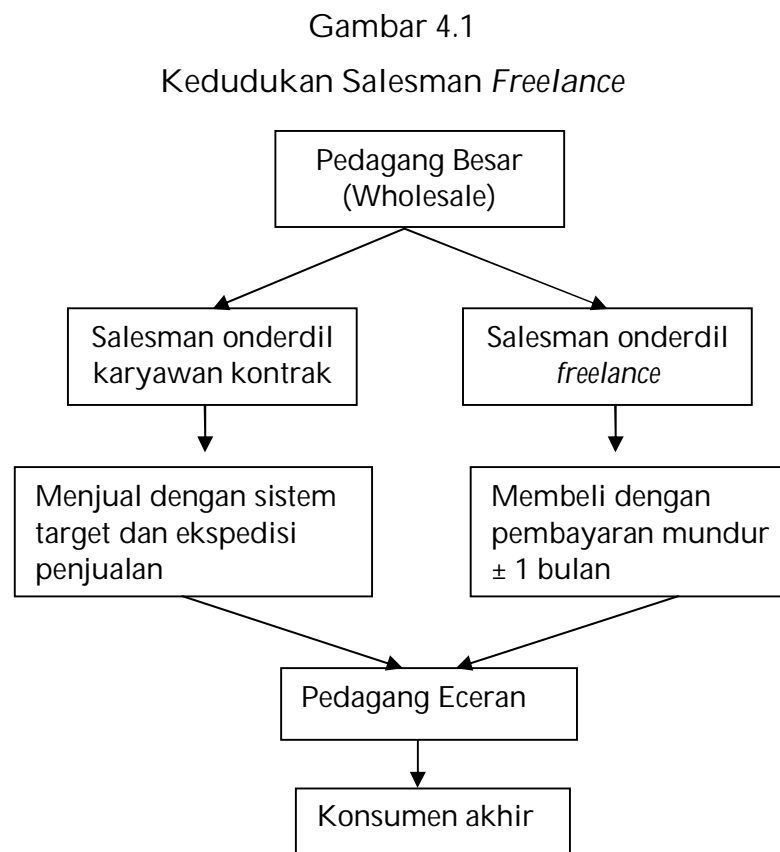 Gambar 4.1
Kedudukan Salesman Freelance
Pedagang Besar
(Wholesale)
Salesman onderdil
karyawan kontrak
Salesman onderdil
freelance
Menjual dengan sistem
target dan ekspedisi
penjualan
Membeli dengan
pembayaran mundur
± 1 bulan
Pedagang Eceran
Konsumen akhir